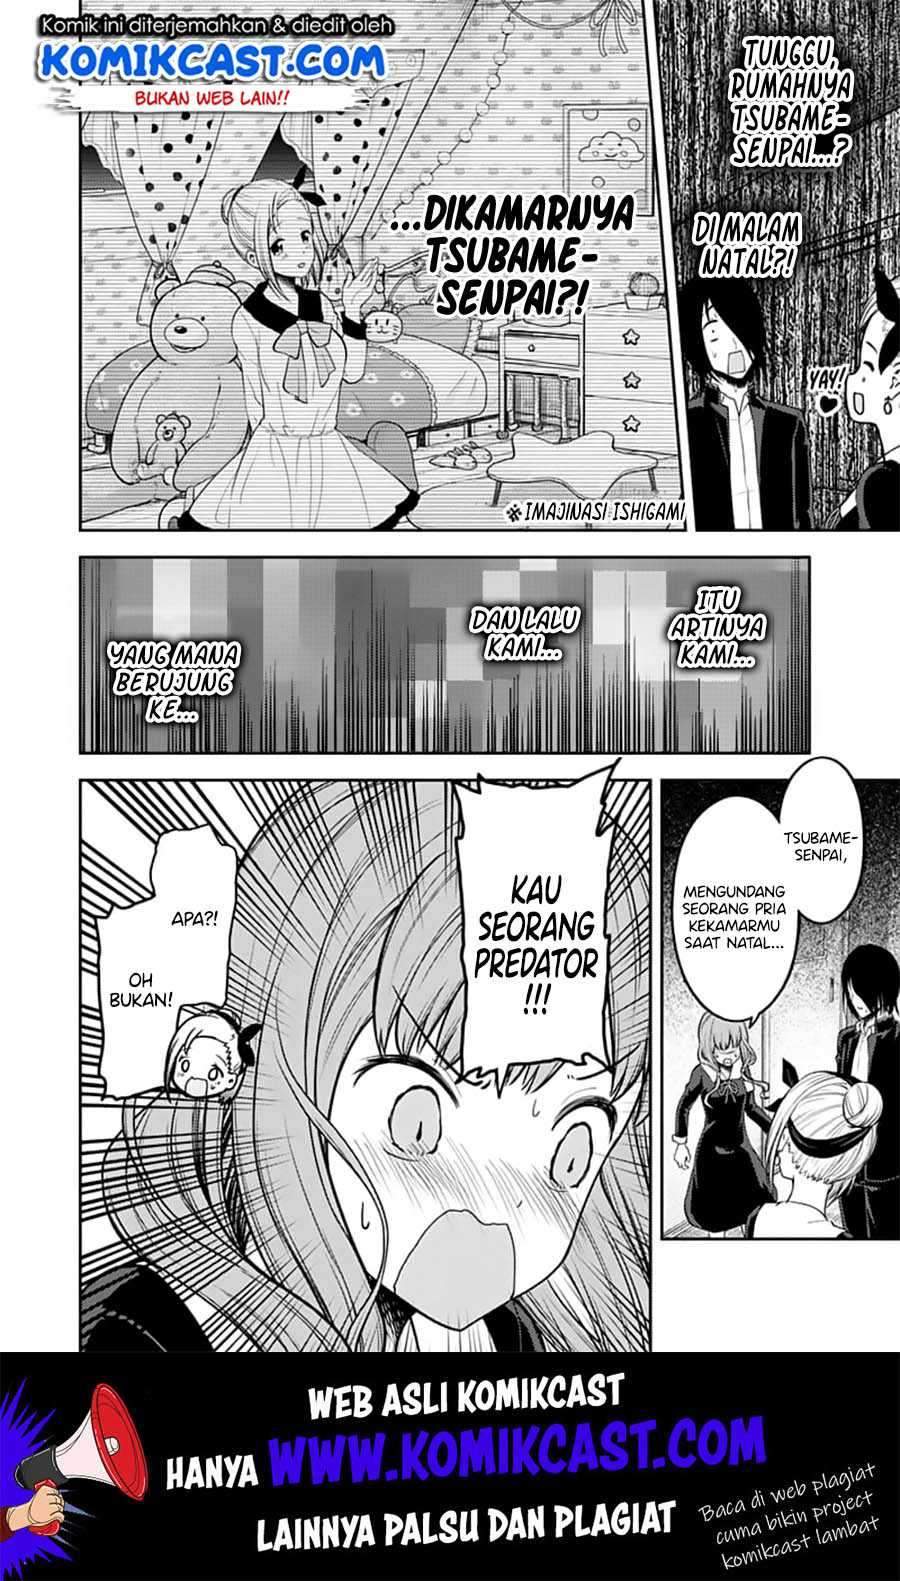 Komik ini diterjemahkan & diedit oleh
KOMIKCAST.COM
BUKAN WEB LAIN!!
TUNGGU,
RUMAHNYA
TSUBAME-
SENPAI...?
DI MALAM
NATAL?!
YAY!
...DIKAMARNYA
TSUBAME-
SENPAI?!
*IMAJINASI ISHIGAMI
ITU
ARTINYA
KAMI...
DAN LALU
KAMI...
YANG MANA
BERUJUNG
KE...
TSUBAME-
SENPAI,
MENGUNDANG
SEORANG PRIA
KEKAMARMU
SAAT NATAL...
KAU
SEORANG
PREDATOR
!!!
APA?!
OH
BUKAN!
WEB ASLI KOMIKCAST
HANYA WWW.KOMIKCAST.COM
LAINNYA PALSU DAN PLAGIAT
Baca di web plagiat
cuma bikin project
komikcast lambat